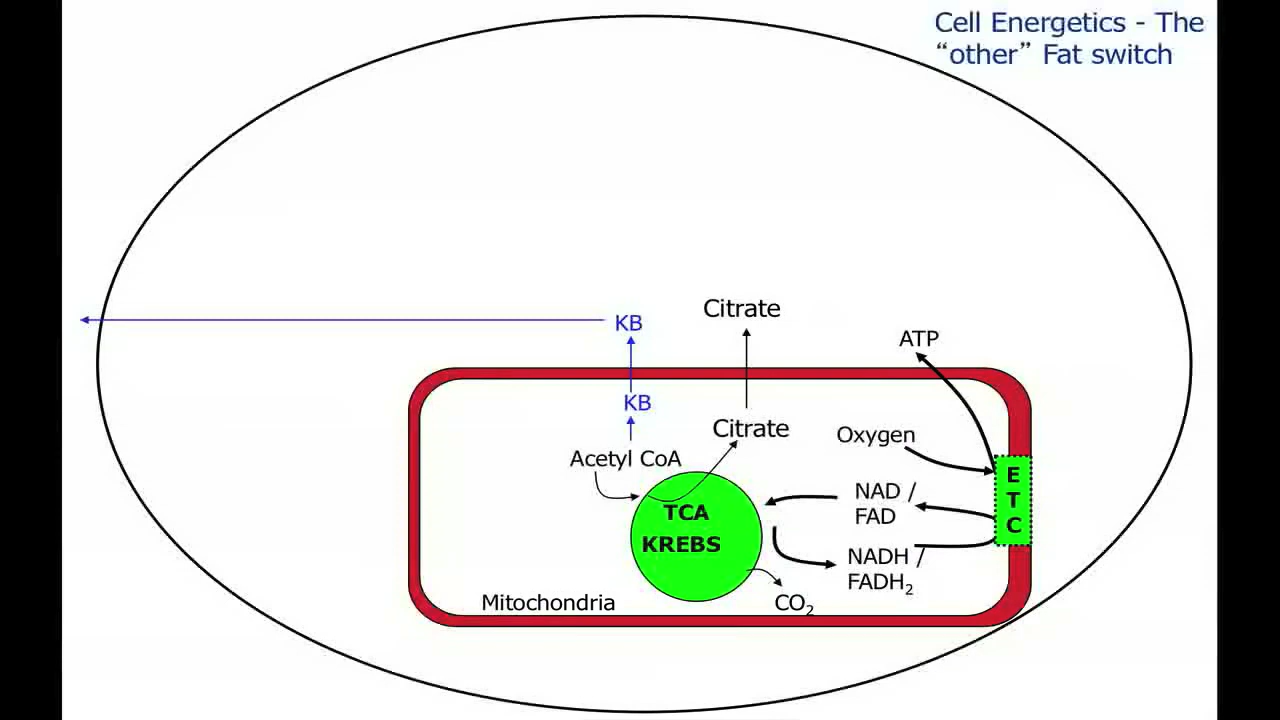 Cell Energetics - The
“other” Fat switch
Citrate
KB
ATP
KB
Citrate
Oxygen
Acetyl CoA
E
T
C
NAD /
FAD
TCA
KREBS
NADH /
FADH₂
Mitochondria
CO₂